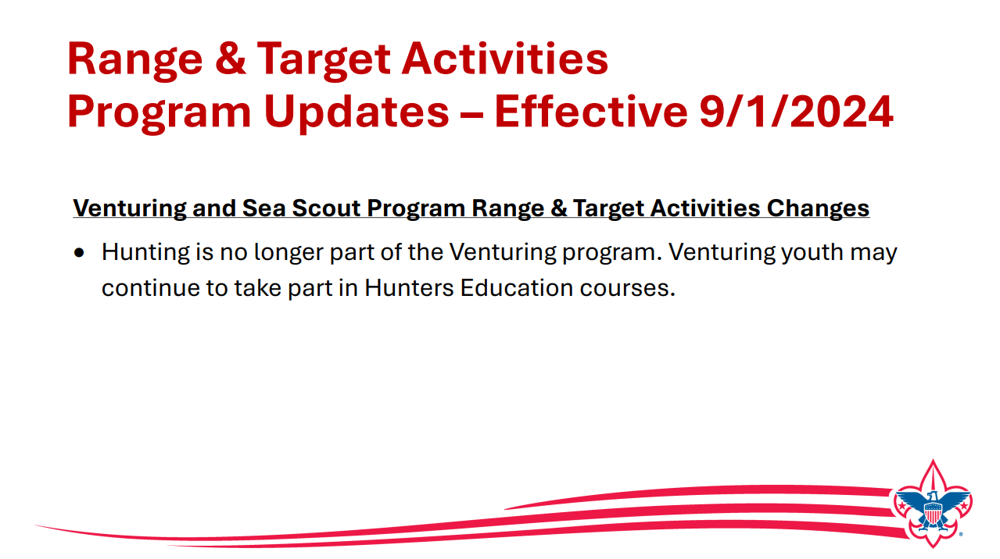 Range & Target Activities
Program Updates – Effective 9/1/2024
Venturing and Sea Scout Program Range & Target Activities Changes
• Hunting is no longer part of the Venturing program. Venturing youth may
continue to take part in Hunters Education courses.
®